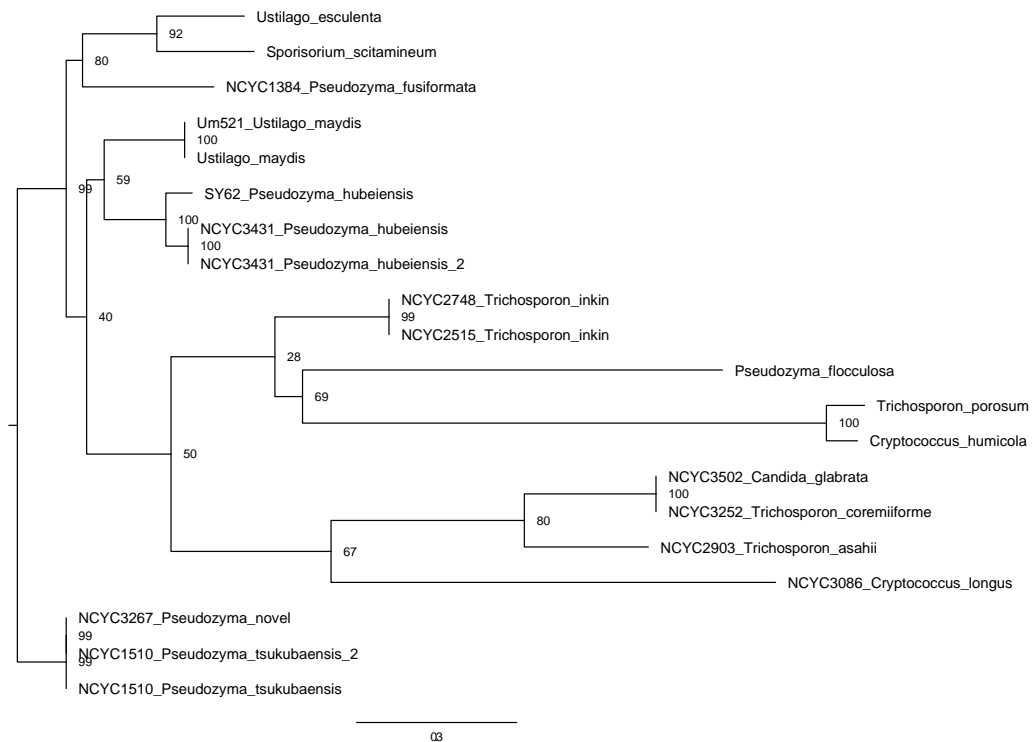 Ustilago_esculenta
92
Sporisorium_scitamineum
80
NCYC1384_Pseudozyma_fusiformata
Um521_Ustilago_maydis
100
Ustilago_maydis
59
99
SY62_Pseudozyma_hubeiensis
100
NCYC3431_Pseudozyma_hubeiensis
100
NCYC3431_Pseudozyma_hubeiensis_2
NCYC2748_Trichosporon_inkin
99
40
NCYC2515_Trichosporon_inkin
28
Pseudozyma_flocculosa
69
Trichosporon_porosum
100
Cryptococcus_humicola
50
NCYC3502_Candida_glabrata
100
NCYC3252_Trichosporon_coremiiforme
80
NCYC2903_Trichosporon_asahii
67
NCYC3086_Cryptococcus_longus
NCYC3267_Pseudozyma_novel
99
NCYC1510_Pseudozyma_tsukubaensis_2
99
NCYC1510_Pseudozyma_tsukubaensis
03